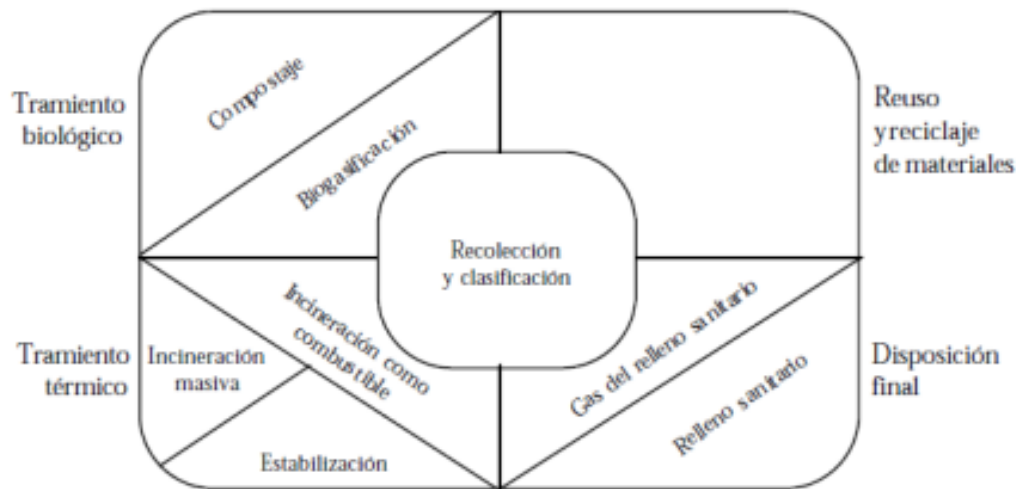 Tramiento
biológico
Compostaje
Biogasificación
Reuso
y reciclaje
de materiales
Recolección
y clasificación
Tramiento
térmico
Incineración
masiva
Incineración como
combustible
Estabilización
Gas del relleno sanitario
Relleno sanitario
Disposición
final